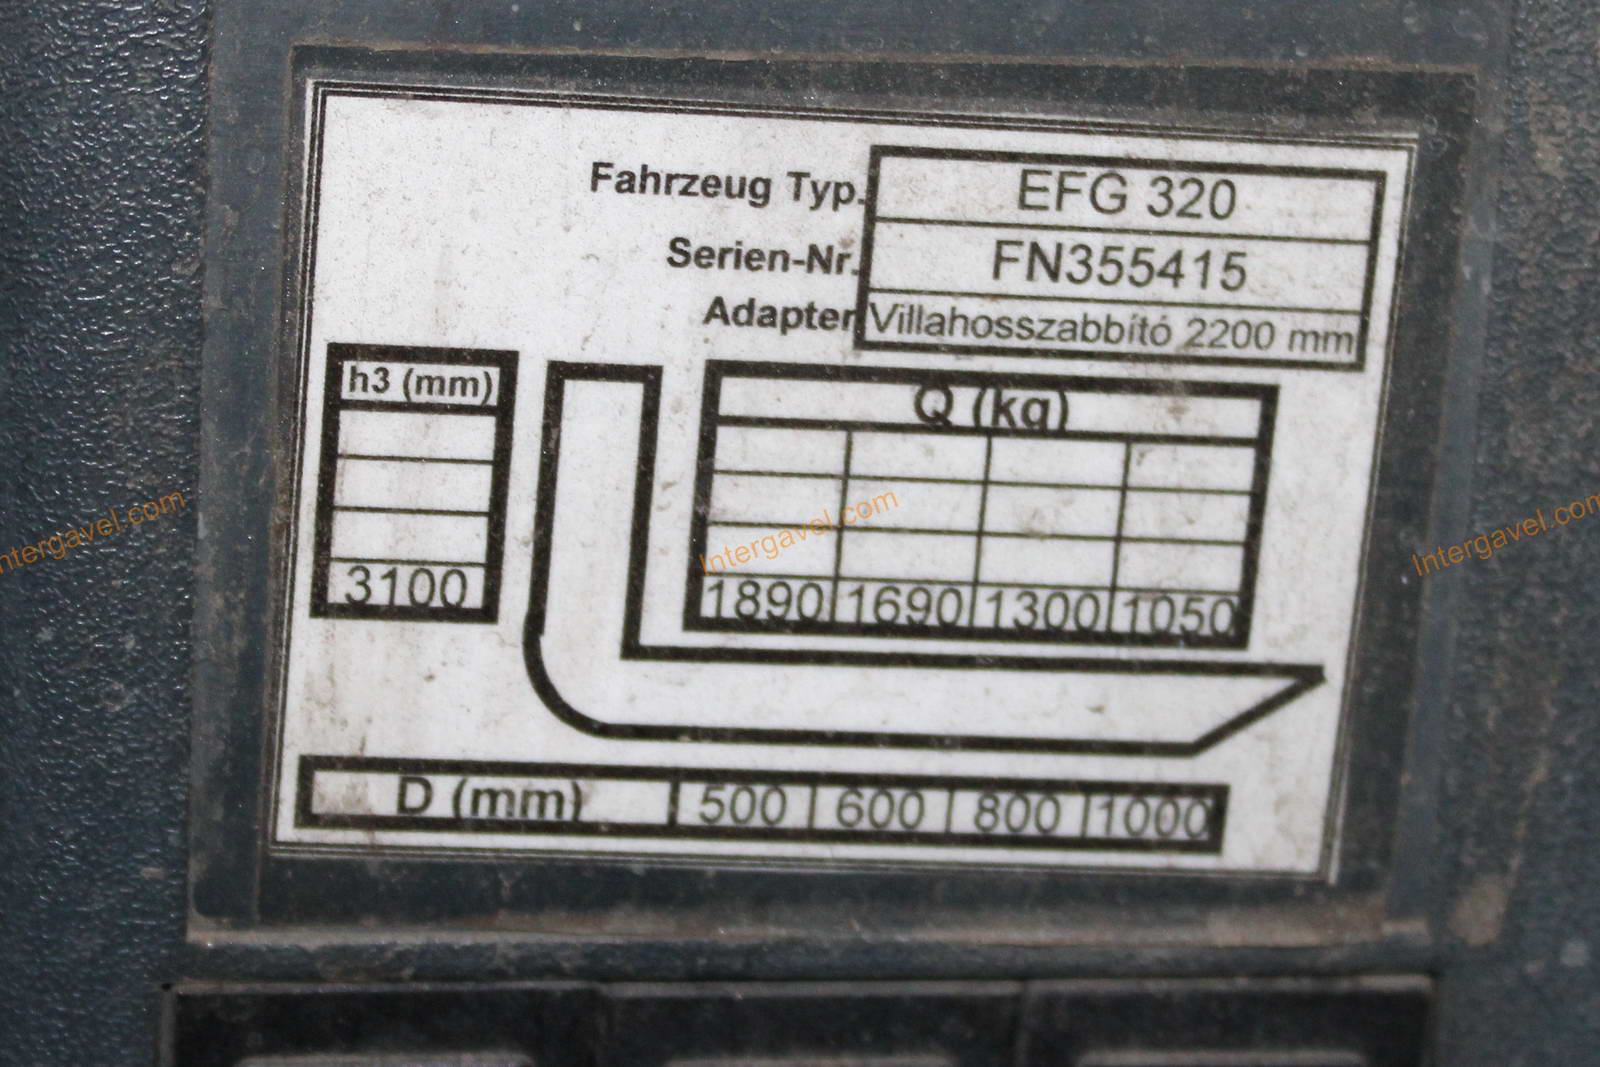 Fahrzeug Typ. EFG 320
Serien-Nr. FN355415
Adapter Villahosszabbító 2200 mm
h3 (mm) Q (kg)
3100 1890 1690 1300 1050
D (mm) 500 600 800 1000
Intergavel.com
Intergavel.com
Intergavel.com